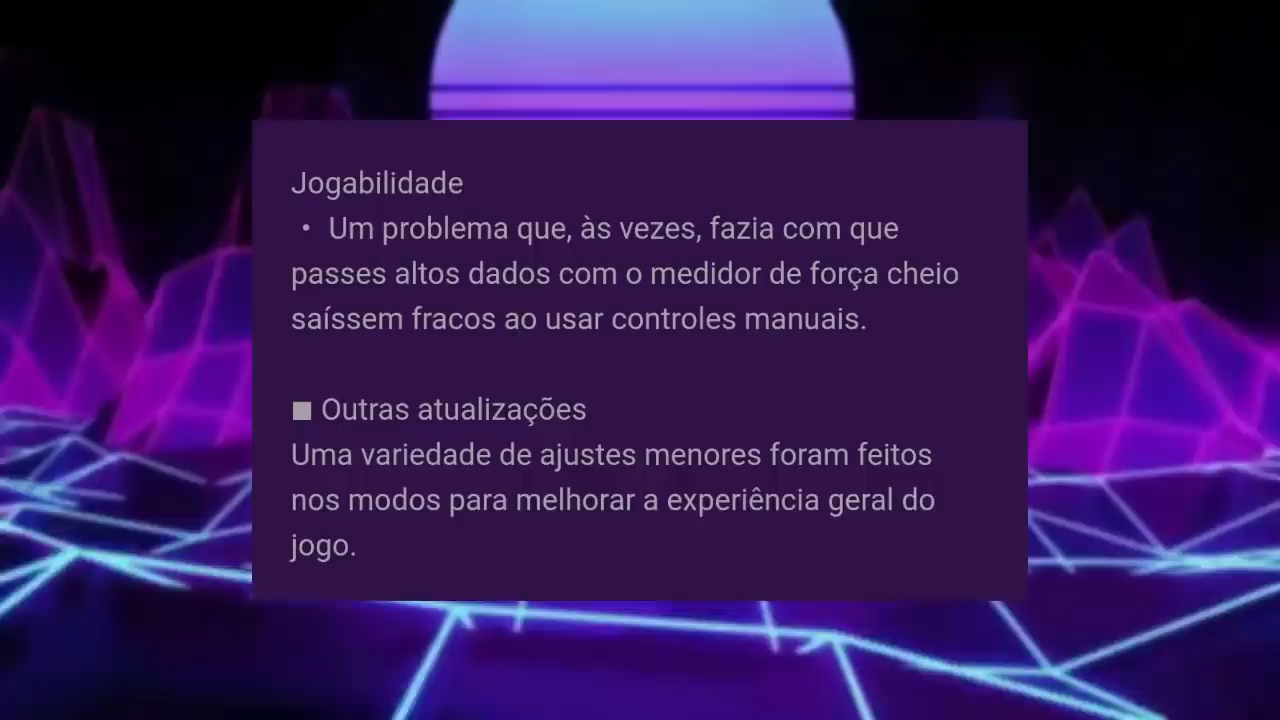 Jogabilidade
• Um problema que, às vezes, fazia com que
passes altos dados com o medidor de força cheio
saíssem fracos ao usar controles manuais.
■ Outras atualizações
Uma variedade de ajustes menores foram feitos
nos modos para melhorar a experiência geral do
jogo.